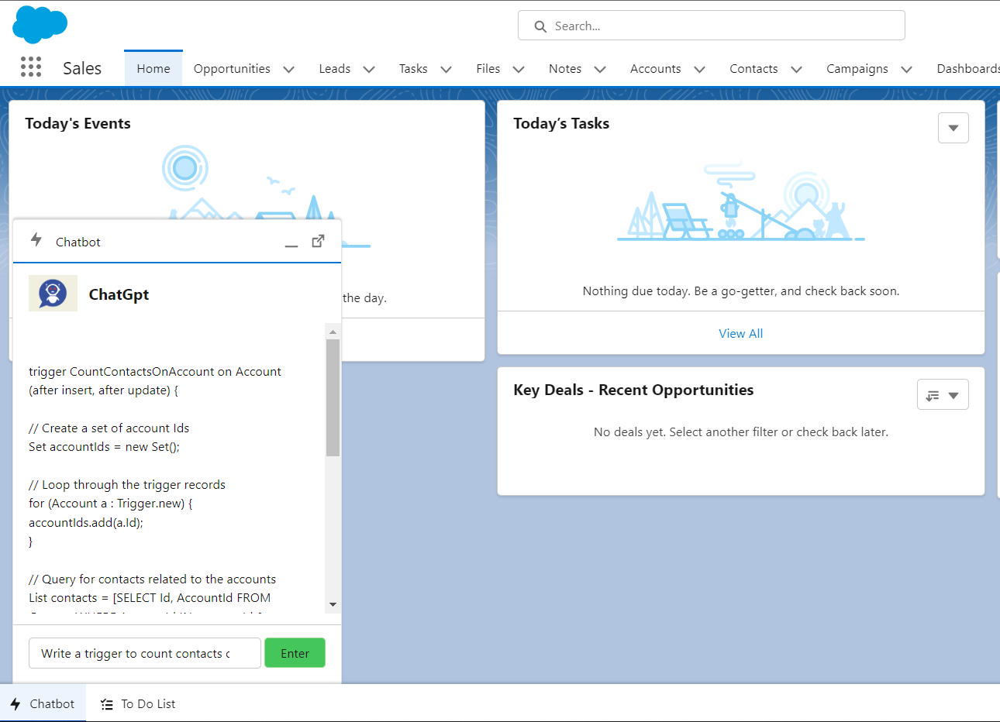 Search...
Sales
Home
Opportunities
Leads
Tasks
Files
Notes
Accounts
Contacts
Campaigns
Dashboards
Today's Events
the day.
Today’s Tasks
Nothing due today. Be a go-getter, and check back soon.
View All
Key Deals - Recent Opportunities
No deals yet. Select another filter or check back later.
Chatbot
ChatGpt
trigger CountContactsOnAccount on Account
(after insert, after update) {
// Create a set of account Ids
Set accountIds = new Set();
// Loop through the trigger records
for (Account a : Trigger.new) {
accountIds.add(a.Id);
}
// Query for contacts related to the accounts
List contacts = [SELECT Id, AccountId FROM
Write a trigger to count contacts
Enter
Chatbot
To Do List